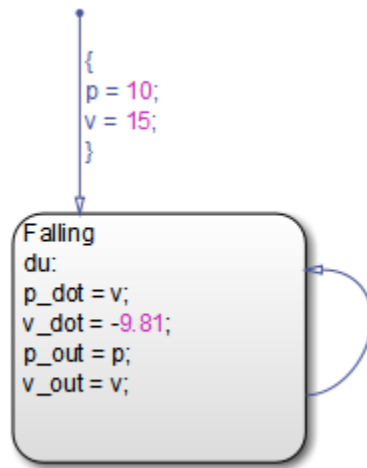 {
p = 10;
v = 15;
}
Falling
du:
p_dot = v;
v_dot = -9.81;
p_out = p;
v_out = v;